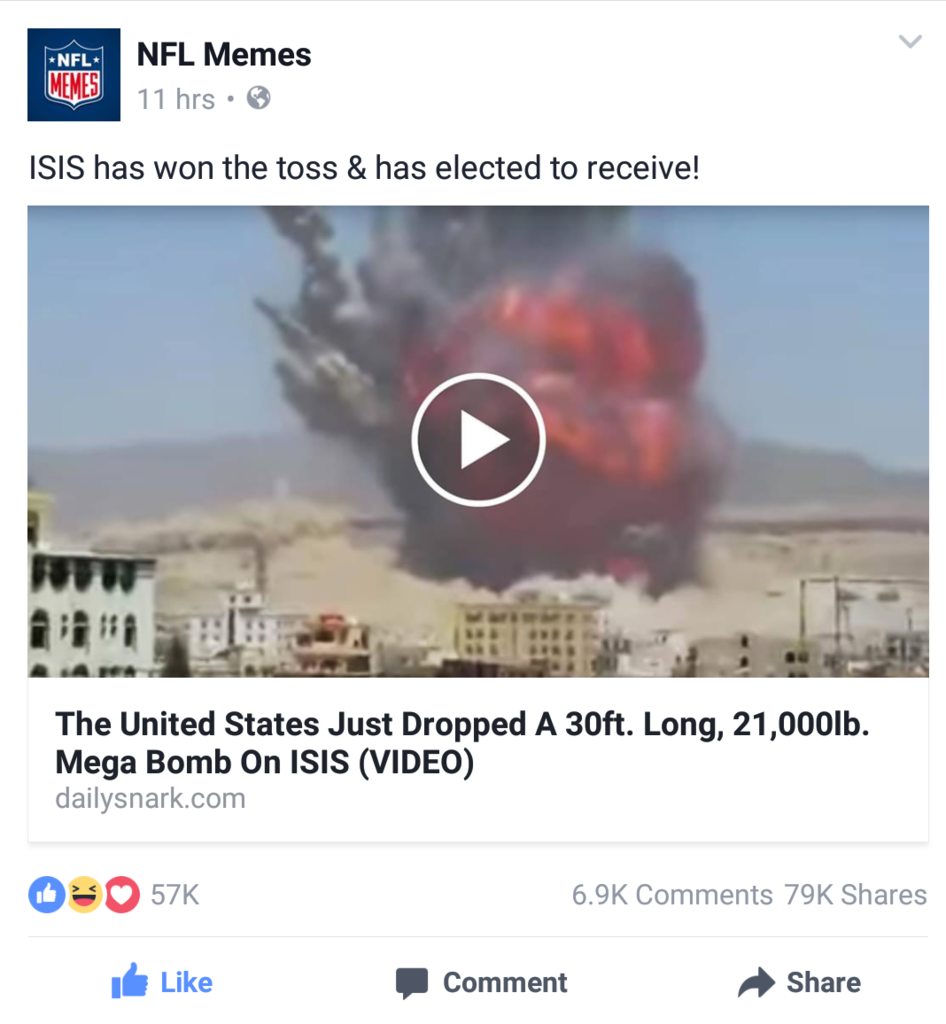 NFL
MEMES
NFL Memes
11 hrs •
ISIS has won the toss & has elected to receive!
The United States Just Dropped A 30ft. Long, 21,000lb.
Mega Bomb On ISIS (VIDEO)
dailysnark.com
57K
6.9K Comments 79K Shares
Like Comment Share